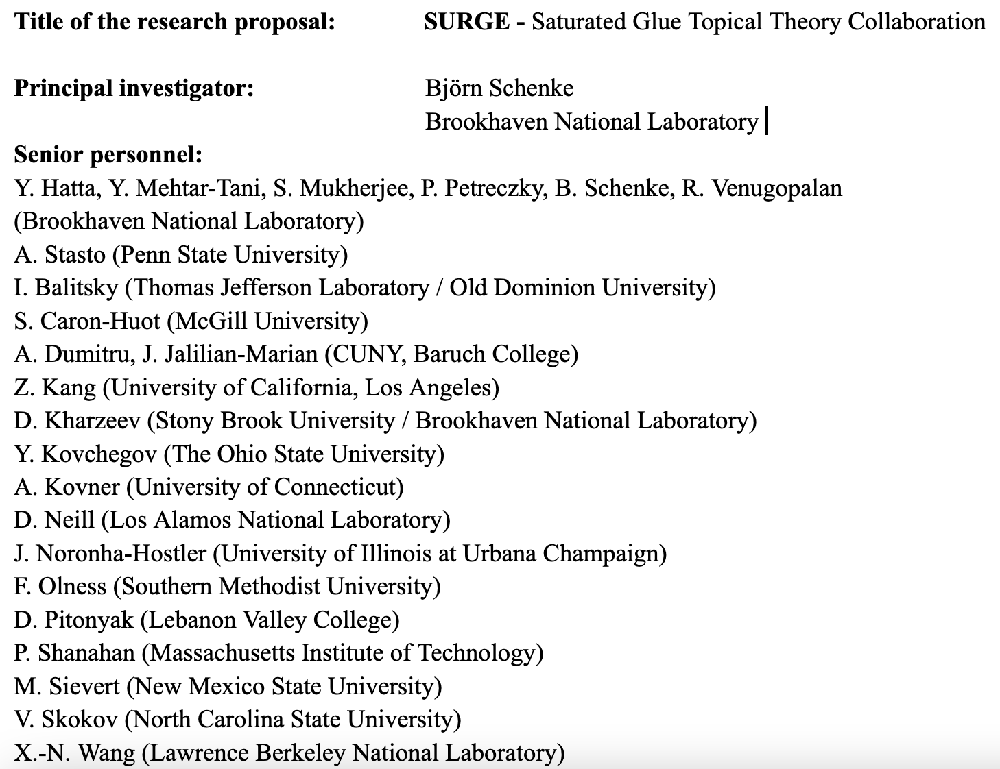 Title of the research proposal: SURGE - Saturated Glue Topical Theory Collaboration
Principal investigator: Björn Schenke
Brookhaven National Laboratory
Senior personnel:
Y. Hatta, Y. Mehtar-Tani, S. Mukherjee, P. Petreczky, B. Schenke, R. Venugopalan
(Brookhaven National Laboratory)
A. Stasto (Penn State University)
I. Balitsky (Thomas Jefferson Laboratory / Old Dominion University)
S. Caron-Huot (McGill University)
A. Dumitru, J. Jalilian-Marian (CUNY, Baruch College)
Z. Kang (University of California, Los Angeles)
D. Kharzeev (Stony Brook University / Brookhaven National Laboratory)
Y. Kovchegov (The Ohio State University)
A. Kovner (University of Connecticut)
D. Neill (Los Alamos National Laboratory)
J. Noronha-Hostler (University of Illinois at Urbana Champaign)
F. Olness (Southern Methodist University)
D. Pitonyak (Lebanon Valley College)
P. Shanahan (Massachusetts Institute of Technology)
M. Sievert (New Mexico State University)
V. Skokov (North Carolina State University)
X.-N. Wang (Lawrence Berkeley National Laboratory)